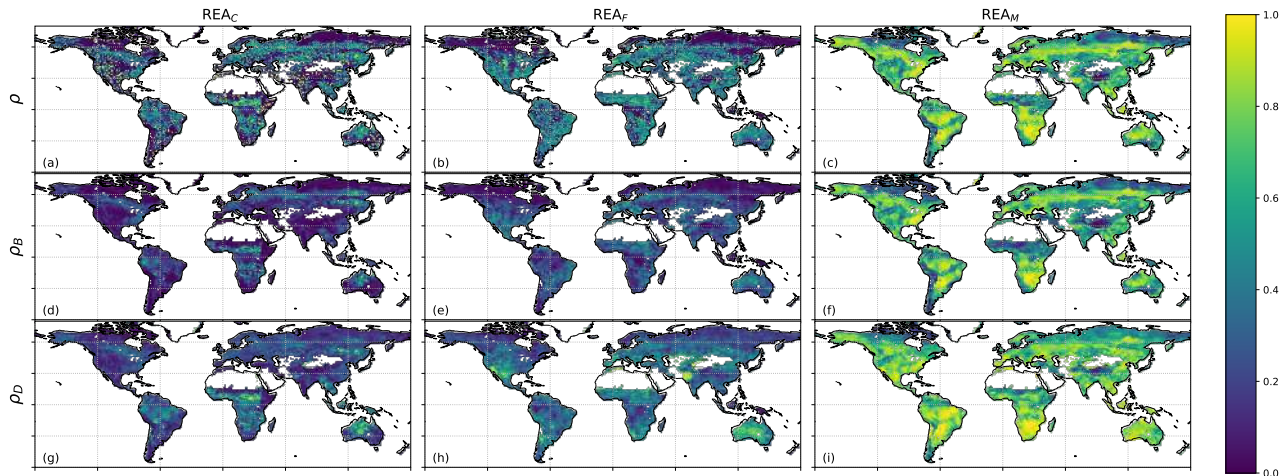 REA_C REA_F REA_M
ρ
(a) (b) (c)
ρ_B
(d) (e) (f)
ρ_D
(g) (h) (i)
1.0
0.8
0.6
0.4
0.2
0.0